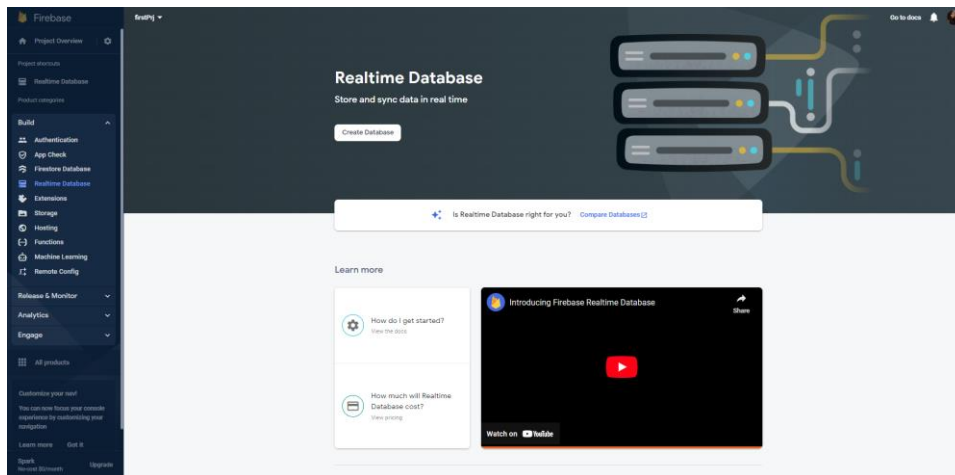 Firebase
Project Overview
Project shortcuts
Realtime Database
Product categories
Build
Authentication
App Check
Firestore Database
Realtime Database
Extensions
Storage
Hosting
Functions
Machine Learning
Remote Config
Release & Monitor
Analytics
Engage
All products
Customize your nav!
You can now focus your console
experience by customizing your
navigation
Learn more Got it
Spark
No-cost $0/month
Upgrade
firstPrj
Go to docs
Realtime Database
Store and sync data in real time
Create Database
Is Realtime Database right for you? Compare Databases
Learn more
How do I get started?
View the docs
How much will Realtime
Database cost?
View pricing
Introducing Firebase Realtime Database
Share
Watch on YouTube